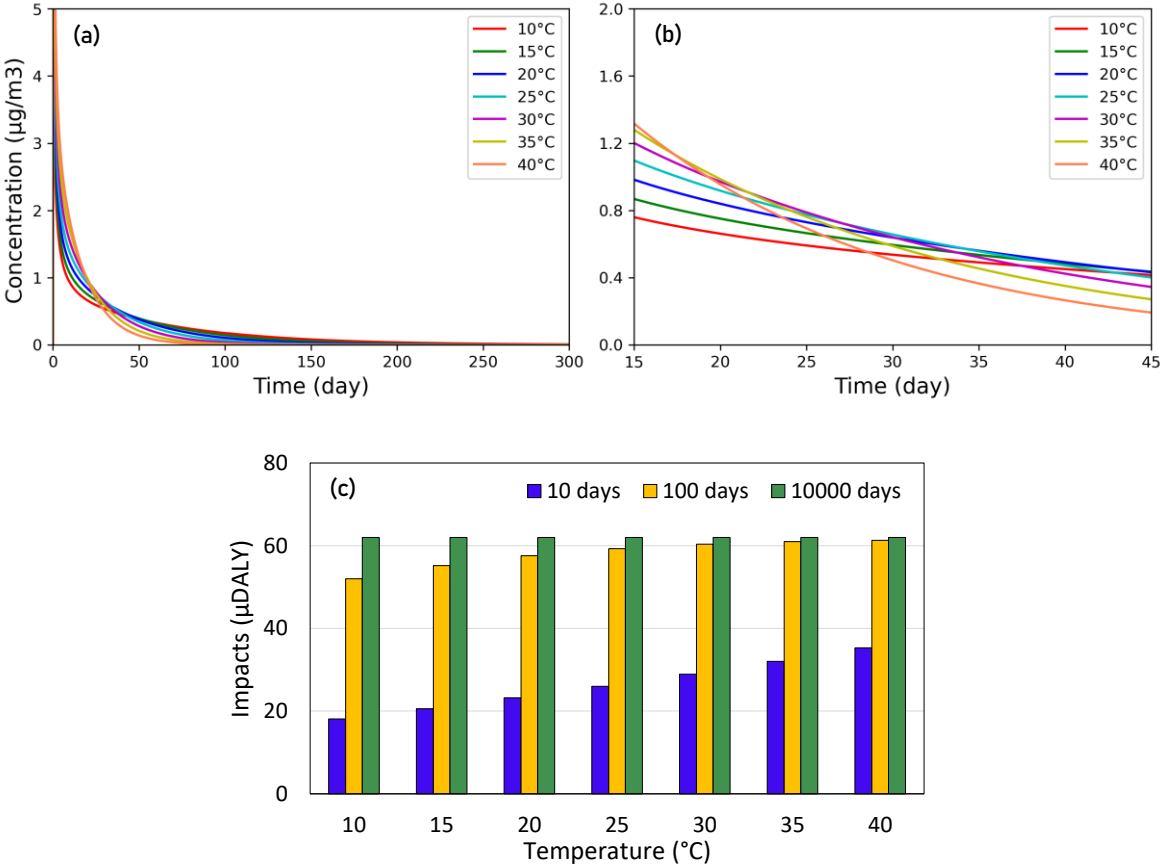 (a)
10°C
15°C
20°C
25°C
30°C
35°C
40°C
5
4
3
2
1
0
Concentration (µg/m3)
0 50 100 150 200 250 300
Time (day)
(b)
10°C
15°C
20°C
25°C
30°C
35°C
40°C
2.0
1.6
1.2
0.8
0.4
0.0
15 20 25 30 35 40 45
Time (day)
(c)
10 days 100 days 10000 days
80
60
40
20
0
Impacts (µDALY)
10 15 20 25 30 35 40
Temperature (°C)